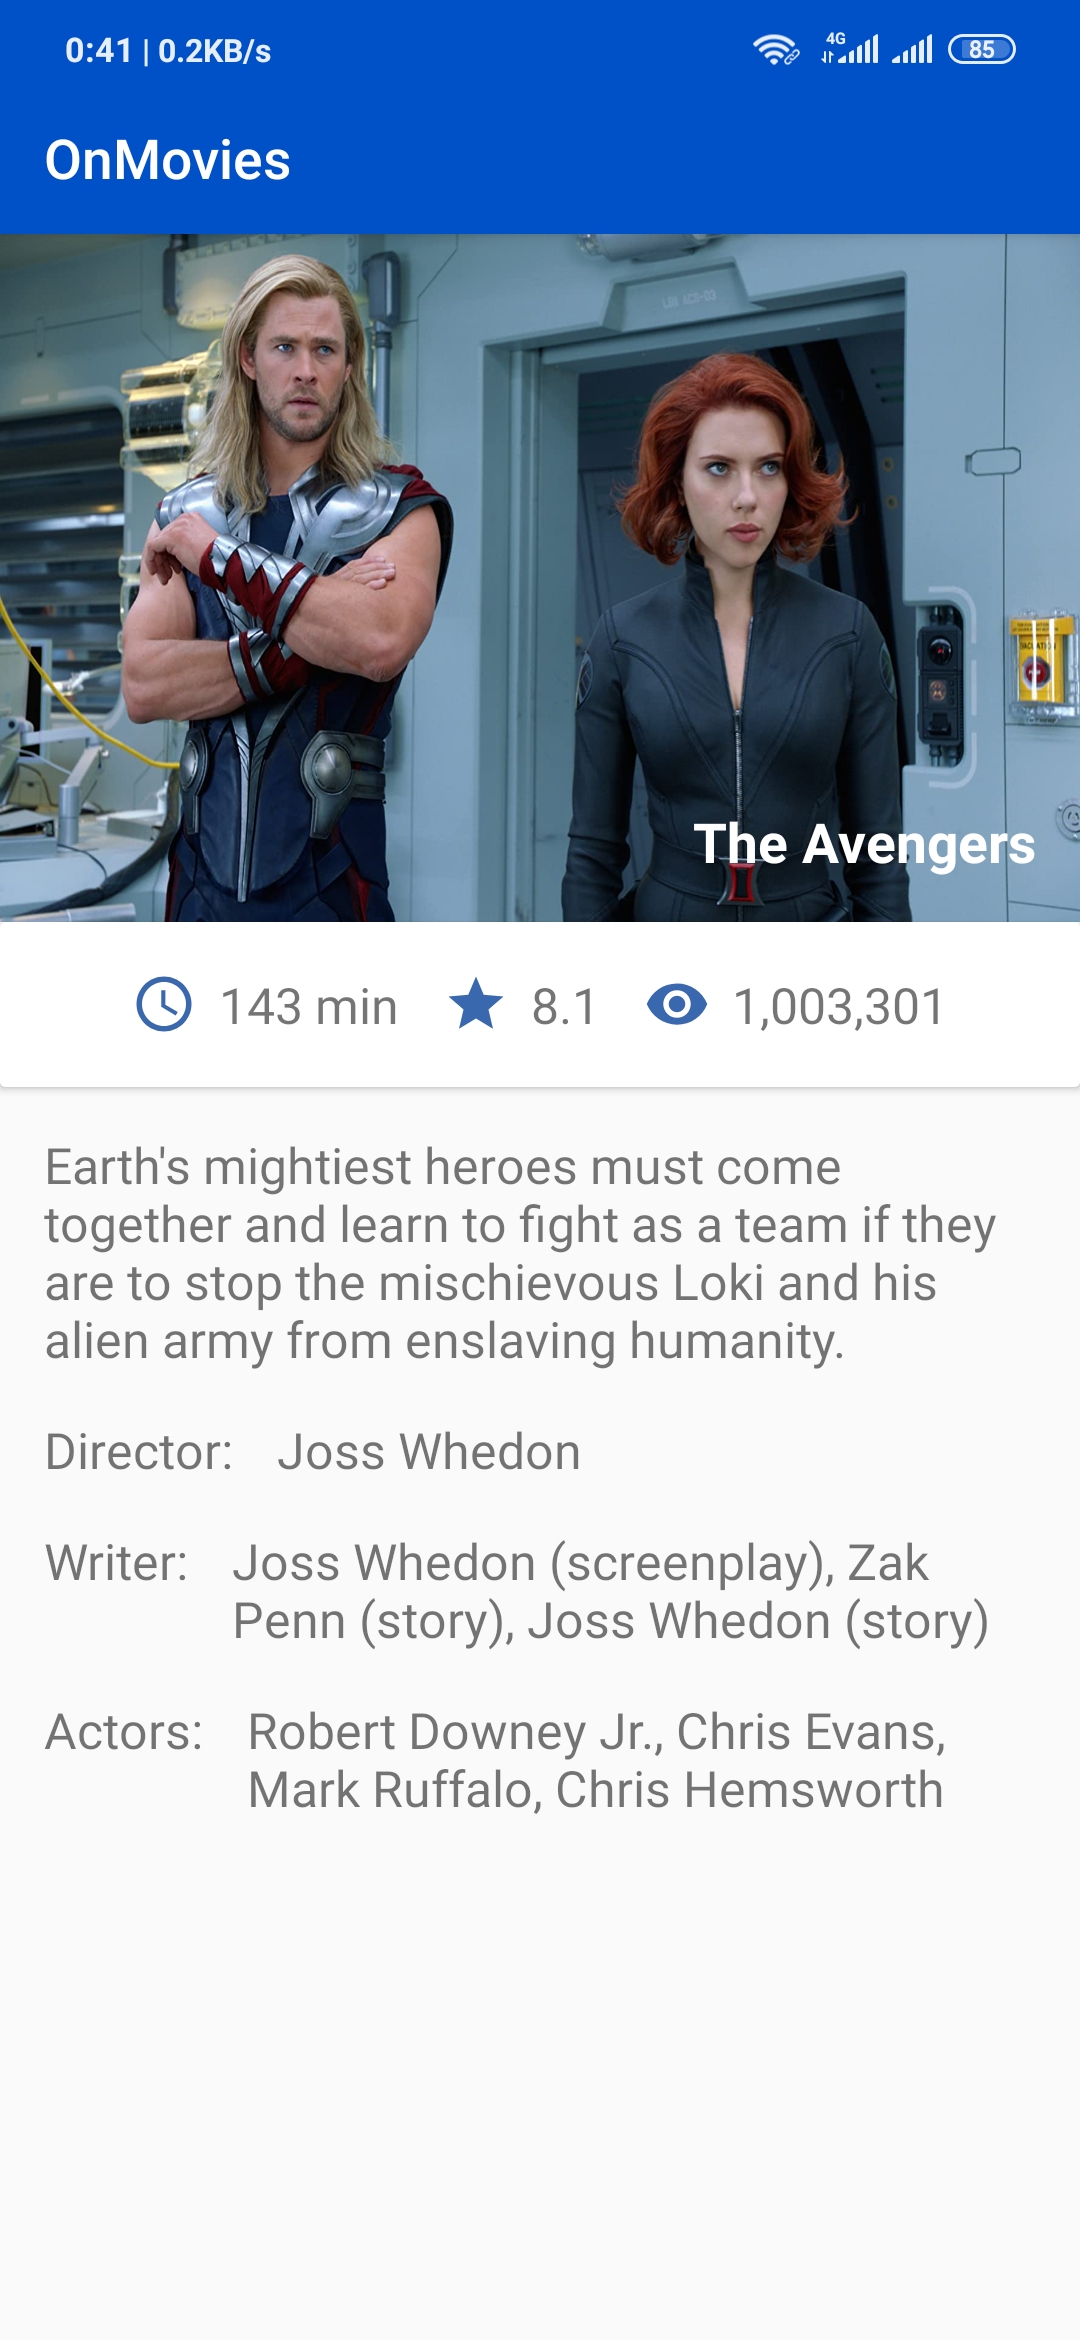 0:41 | 0.2KB/s 4G 85
OnMovies
The Avengers
143 min 8.1 1,003,301
Earth's mightiest heroes must come
together and learn to fight as a team if they
are to stop the mischievous Loki and his
alien army from enslaving humanity.
Director: Joss Whedon
Writer: Joss Whedon (screenplay), Zak
Penn (story), Joss Whedon (story)
Actors: Robert Downey Jr., Chris Evans,
Mark Ruffalo, Chris Hemsworth